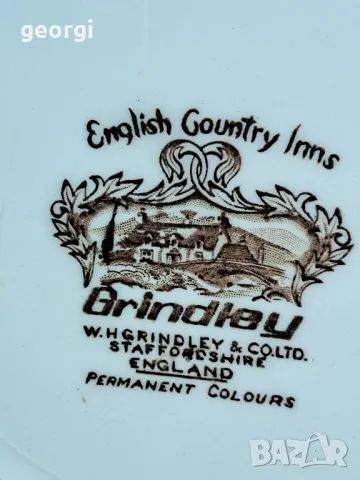 georgi
English Country Inns
Grindley
W.H GRINDLEY & CO. LTD.
STAFFORDSHIRE
ENGLAND
PERMANENT COLOURS
BAZAR